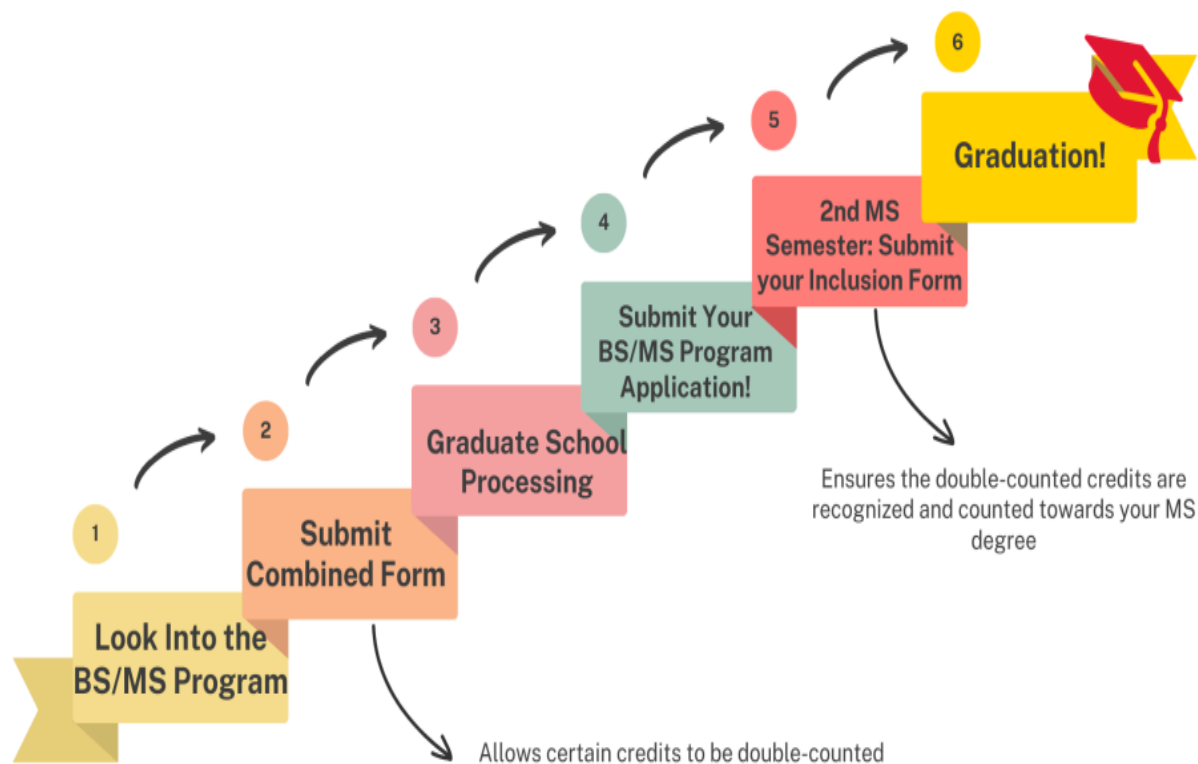 1
Look Into the
BS/MS Program
2
Submit
Combined Form
Allows certain credits to be double-counted
3
Graduate School
Processing
4
Submit Your
BS/MS Program
Application!
5
2nd MS
Semester: Submit
your Inclusion Form
Ensures the double-counted credits are
recognized and counted towards your MS
degree
6
Graduation!